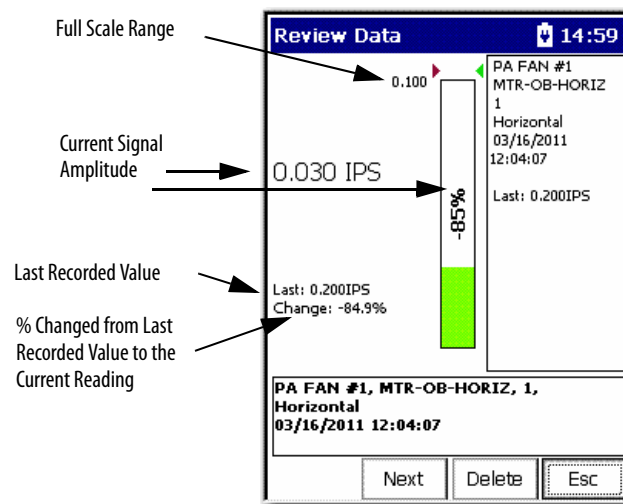 Full Scale Range
Current Signal
Amplitude
Last Recorded Value
% Changed from Last
Recorded Value to the
Current Reading
Review Data 14:59
0.100
0.030 IPS
-85%
Last: 0.200IPS
Change: -84.9%
PA FAN #1
MTR-OB-HORIZ
1
Horizontal
03/16/2011
12:04:07
Last: 0.200IPS
PA FAN #1, MTR-OB-HORIZ, 1,
Horizontal
03/16/2011 12:04:07
Next Delete Esc